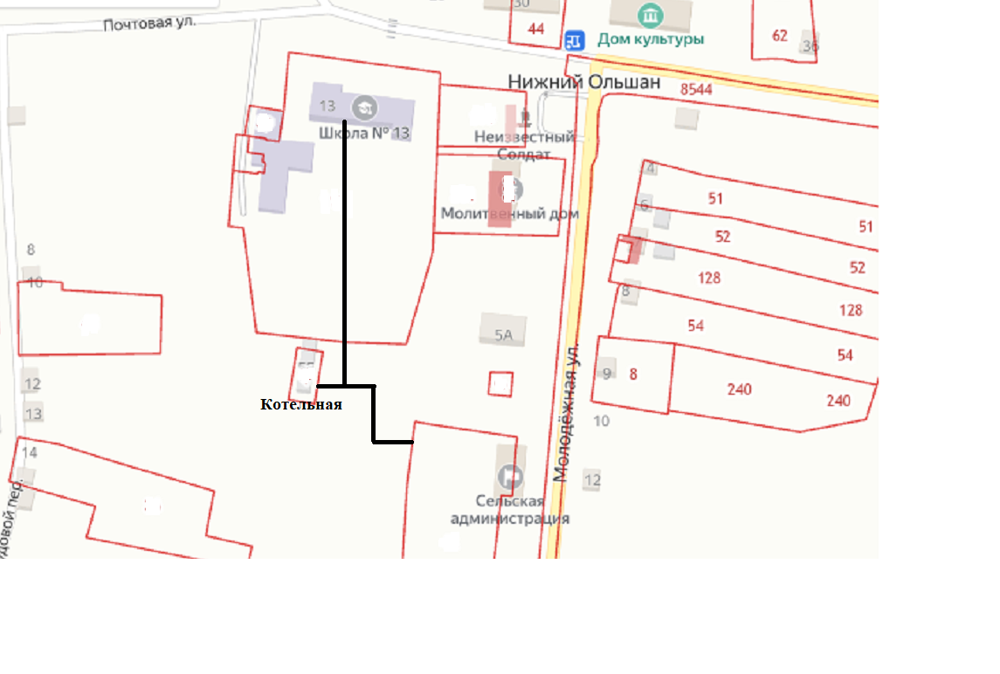 30
44
Дом культуры
62
36
Почтовая ул.
Нижний Ольшан
8544
13
Школа № 13
Неизвестный
Солдат
4
51
6
51
Молитвенный дом
52
52
8
10
128
8
128
54
5А
54
12
9
8
240
240
Котельная
13
10
Молодёжная ул.
14
12
Сельская
администрация
пер.